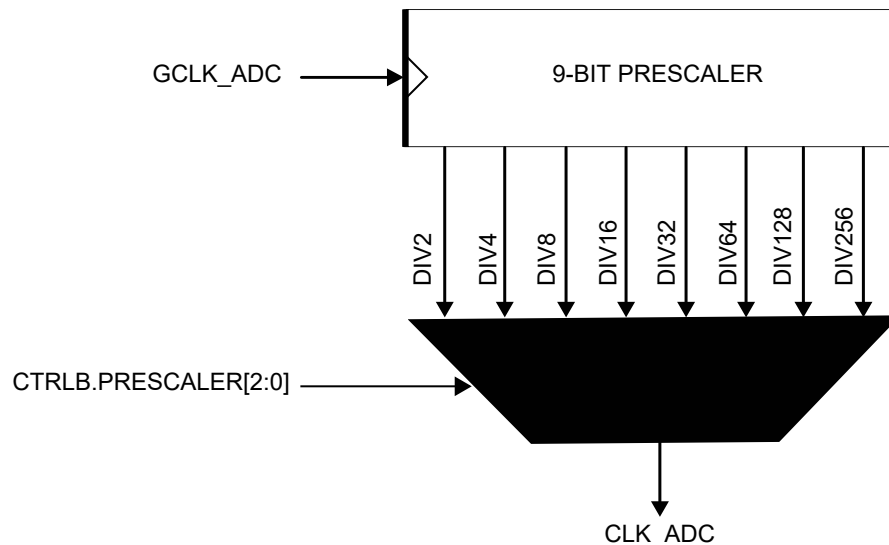 GCLK_ADC
9-BIT PRESCALER
DIV2
DIV4
DIV8
DIV16
DIV32
DIV64
DIV128
DIV256
CTRLB.PRESCALER[2:0]
CLK_ADC